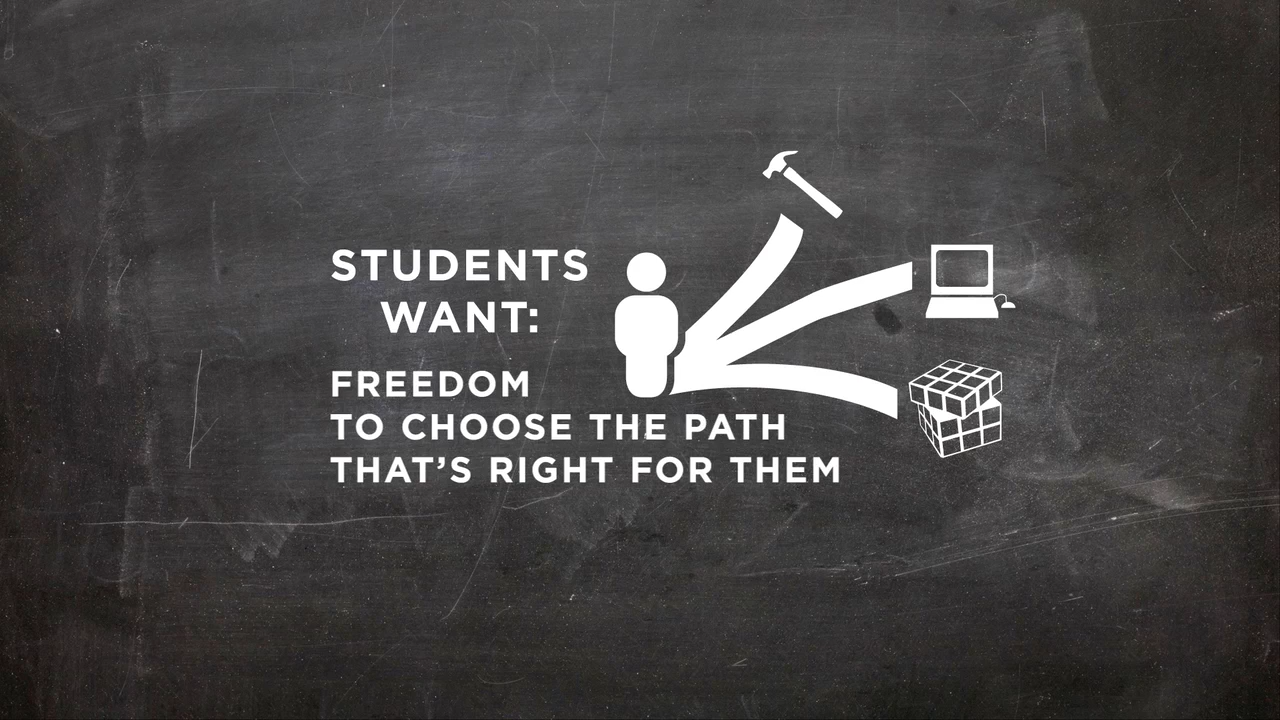 STUDENTS
WANT:
FREEDOM
TO CHOOSE THE PATH
THAT’S RIGHT FOR THEM